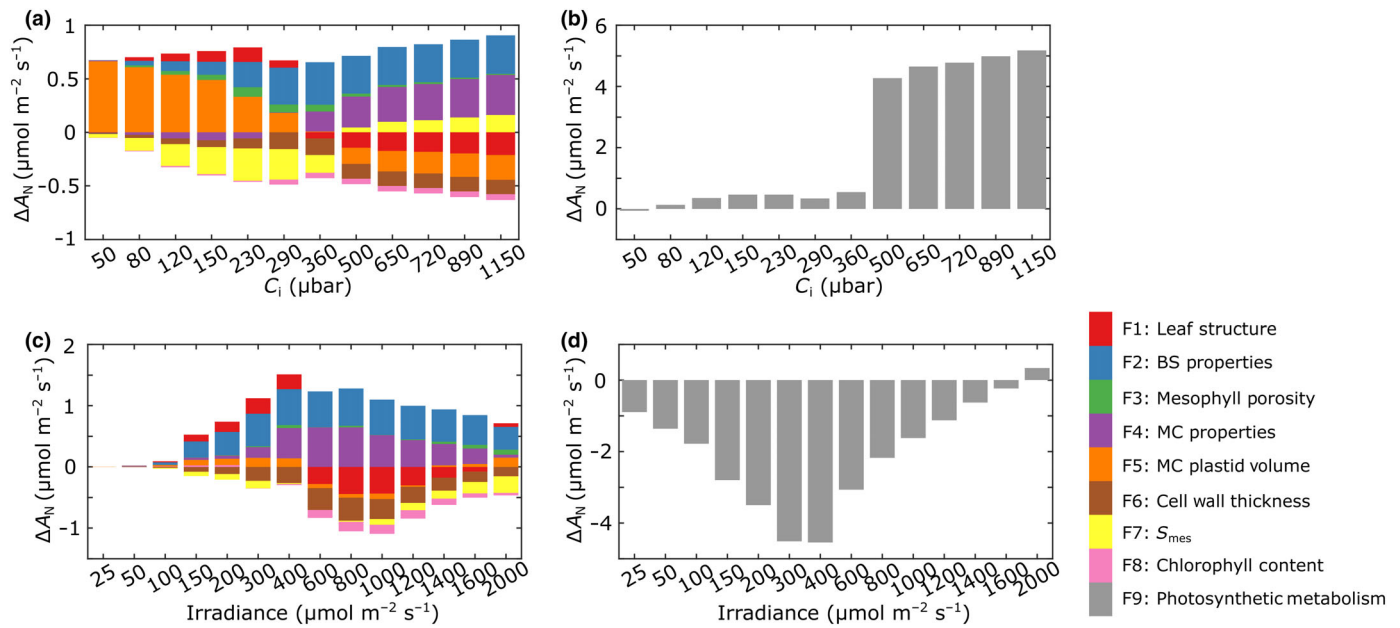 (a)
1
0.5
0
−0.5
−1
ΔA_N (µmol m⁻² s⁻¹)
50 80 120 150 230 290 360 500 650 720 890 1150
C_i (µbar)
(b)
6
4
2
0
ΔA_N (µmol m⁻² s⁻¹)
50 80 120 150 230 290 360 500 650 720 890 1150
C_i (µbar)
(c)
2
1
0
−1
ΔA_N (µmol m⁻² s⁻¹)
25 50 100 150 200 300 400 600 800 1000 1200 1400 1600 2000
Irradiance (µmol m⁻² s⁻¹)
(d)
0
−2
−4
ΔA_N (µmol m⁻² s⁻¹)
25 50 100 150 200 300 400 600 800 1000 1200 1400 1600 2000
Irradiance (µmol m⁻² s⁻¹)
F1: Leaf structure
F2: BS properties
F3: Mesophyll porosity
F4: MC properties
F5: MC plastid volume
F6: Cell wall thickness
F7: S_mes
F8: Chlorophyll content
F9: Photosynthetic metabolism